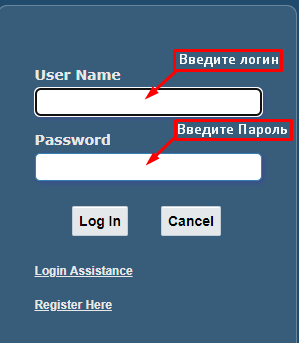 Введите логин
User Name
Введите Пароль
Password
Log In
Cancel
Login Assistance
Register Here